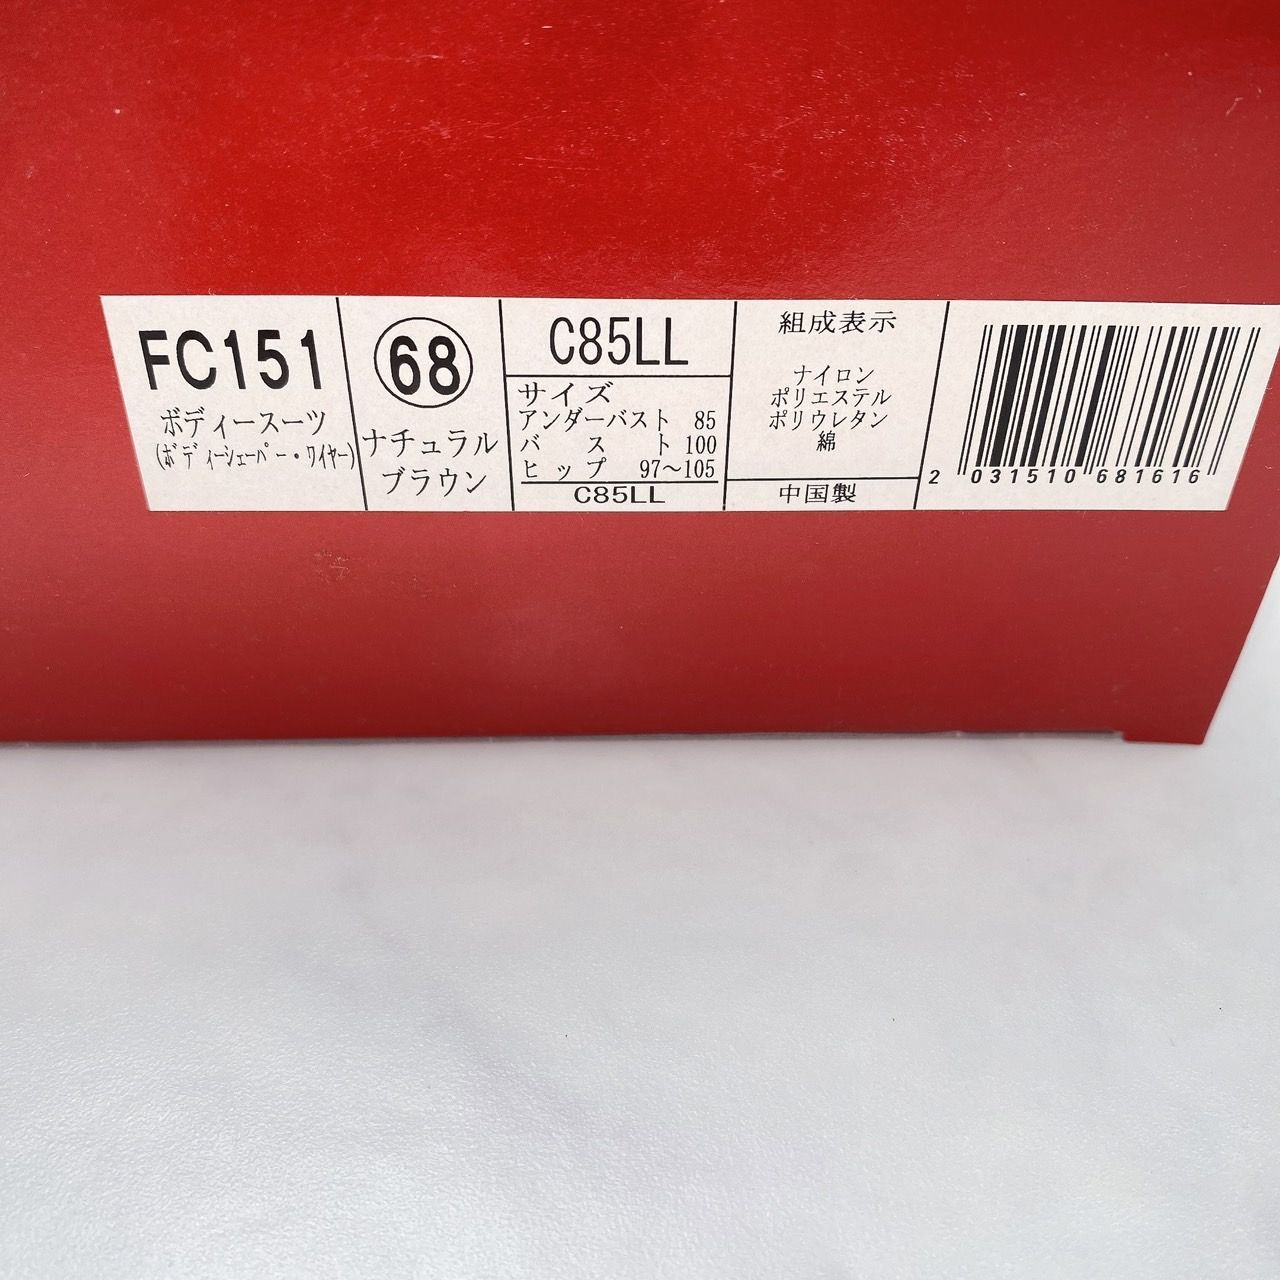 FC151
ボディースーツ
(ボディーシェーパー・ワイヤー)
68
ナチュラル
ブラウン
C85LL
サイズ
アンダーバスト 85
バスト 100
ヒップ 97～105
C85LL
組成表示
ナイロン
ポリエステル
ポリウレタン
綿
中国製
2 031510 681616